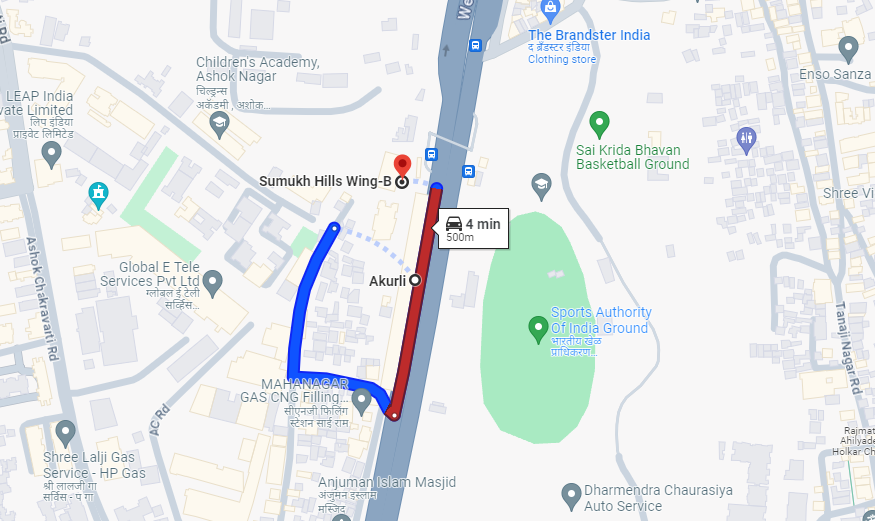 The Brandster India
द ब्रँडस्टर इंडिया
Clothing store
Children's Academy,
Ashok Nagar
चिल्ड्रन्स
अकॅडमी , अशोक...
Enso Sanza
LEAP India
vate Limited
लिप इंडिया
प्राइवेट लिमिटेड
Sai Krida Bhavan
Basketball Ground
Sumukh Hills Wing-B
Shree Vi
4 min
500m
Ashok Chakravarti Rd
Global E Tele
Services Pvt Ltd
ग्लोबल ई टेली
सर्व्हिस...
Akurli
Sports Authority
Of India Ground
भारतीय खेळ
प्राधिकरण...
Tanaji Nagar Rd
MAHANAGAR
GAS CNG Filling...
सीएनजी फिलिंग
स्टेशन साई राम
AC Rd
Rajmat
Ahilyade
Holkar Ch
Shree Lalji Gas
Service - HP Gas
श्री लालजी गा
सर्विस - प गा
Anjuman Islam Masjid
अंजुमन इस्लाम
मस्जिद
Dharmendra Chaurasiya
Auto Service